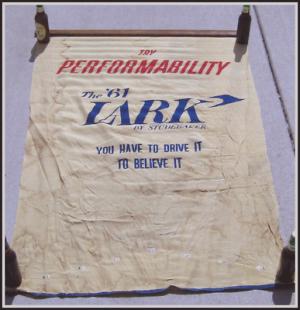 TRY
PERFORMABILITY
The '61
LARK
BY STUDEBAKER
YOU HAVE TO DRIVE IT
TO BELIEVE IT